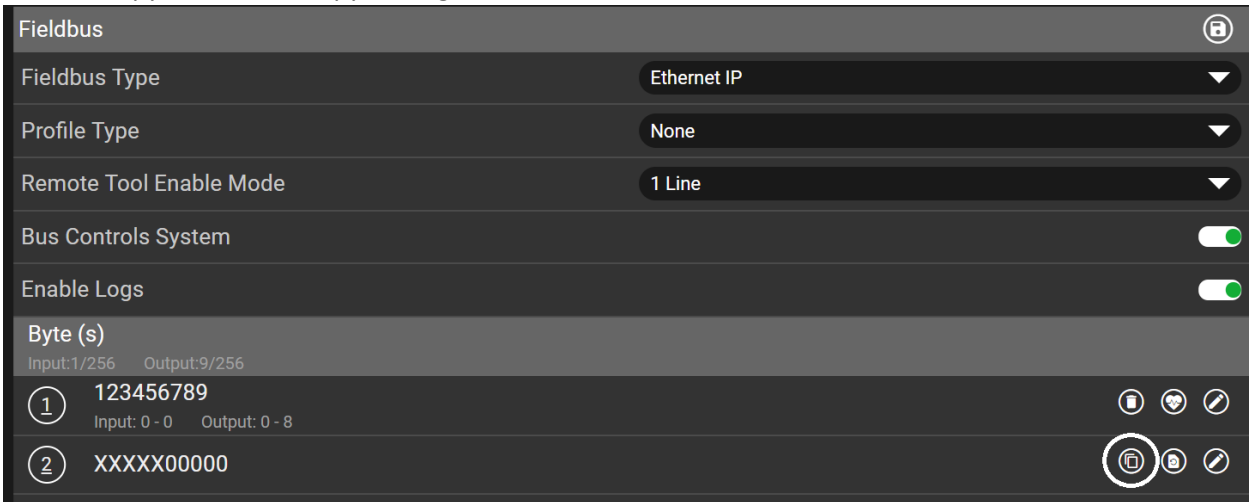 Fieldbus
Fieldbus Type Ethernet IP
Profile Type None
Remote Tool Enable Mode 1 Line
Bus Controls System
Enable Logs
Byte (s)
Input:1/256 Output:9/256
1 123456789
Input: 0 - 0 Output: 0 - 8
2 XXXXX00000